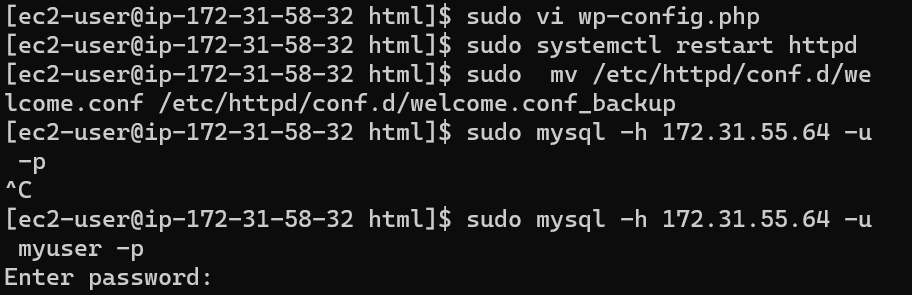 [ec2-user@ip-172-31-58-32 html]$ sudo vi wp-config.php
[ec2-user@ip-172-31-58-32 html]$ sudo systemctl restart httpd
[ec2-user@ip-172-31-58-32 html]$ sudo  mv /etc/httpd/conf.d/we
lcome.conf /etc/httpd/conf.d/welcome.conf_backup
[ec2-user@ip-172-31-58-32 html]$ sudo mysql -h 172.31.55.64 -u
 -p
^C
[ec2-user@ip-172-31-58-32 html]$ sudo mysql -h 172.31.55.64 -u
 myuser -p
Enter password: